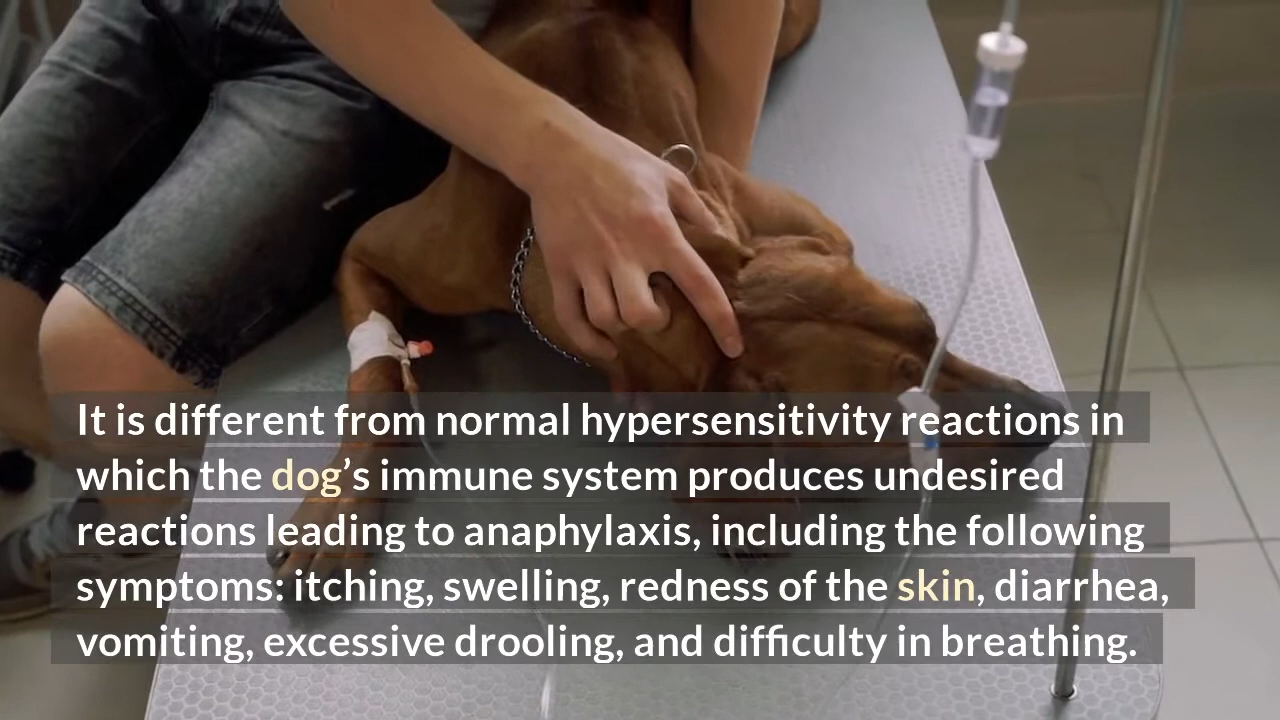 It is different from normal hypersensitivity reactions in
which the dog’s immune system produces undesired
reactions leading to anaphylaxis, including the following
symptoms: itching, swelling, redness of the skin, diarrhea,
vomiting, excessive drooling, and difficulty in breathing.